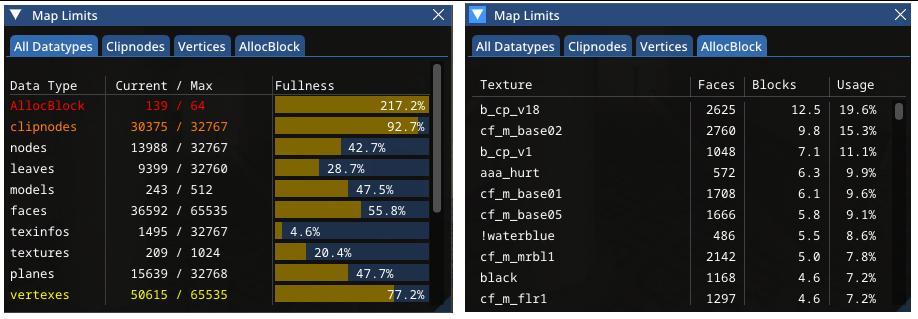 Map Limits
All Datatypes Clipnodes Vertices AllocBlock
Data Type Current / Max Fullness
AllocBlock 139 / 64 217.2%
clipnodes 30375 / 32767 92.7%
nodes 13988 / 32767 42.7%
leaves 9399 / 32760 28.7%
models 243 / 512 47.5%
faces 36592 / 65535 55.8%
texinfos 1495 / 32767 4.6%
textures 209 / 1024 20.4%
planes 15639 / 32768 47.7%
vertexes 50615 / 65535 77.2%
Map Limits
All Datatypes Clipnodes Vertices AllocBlock
Texture Faces Blocks Usage
b_cp_v18 2625 12.5 19.6%
cf_m_base02 2760 9.8 15.3%
b_cp_v1 1048 7.1 11.1%
aaa_hurt 572 6.3 9.9%
cf_m_base01 1708 6.1 9.6%
cf_m_base05 1666 5.8 9.1%
!waterblue 486 5.5 8.6%
cf_m_mrbl1 2142 5.0 7.8%
black 1168 4.6 7.2%
cf_m_flr1 1297 4.6 7.2%